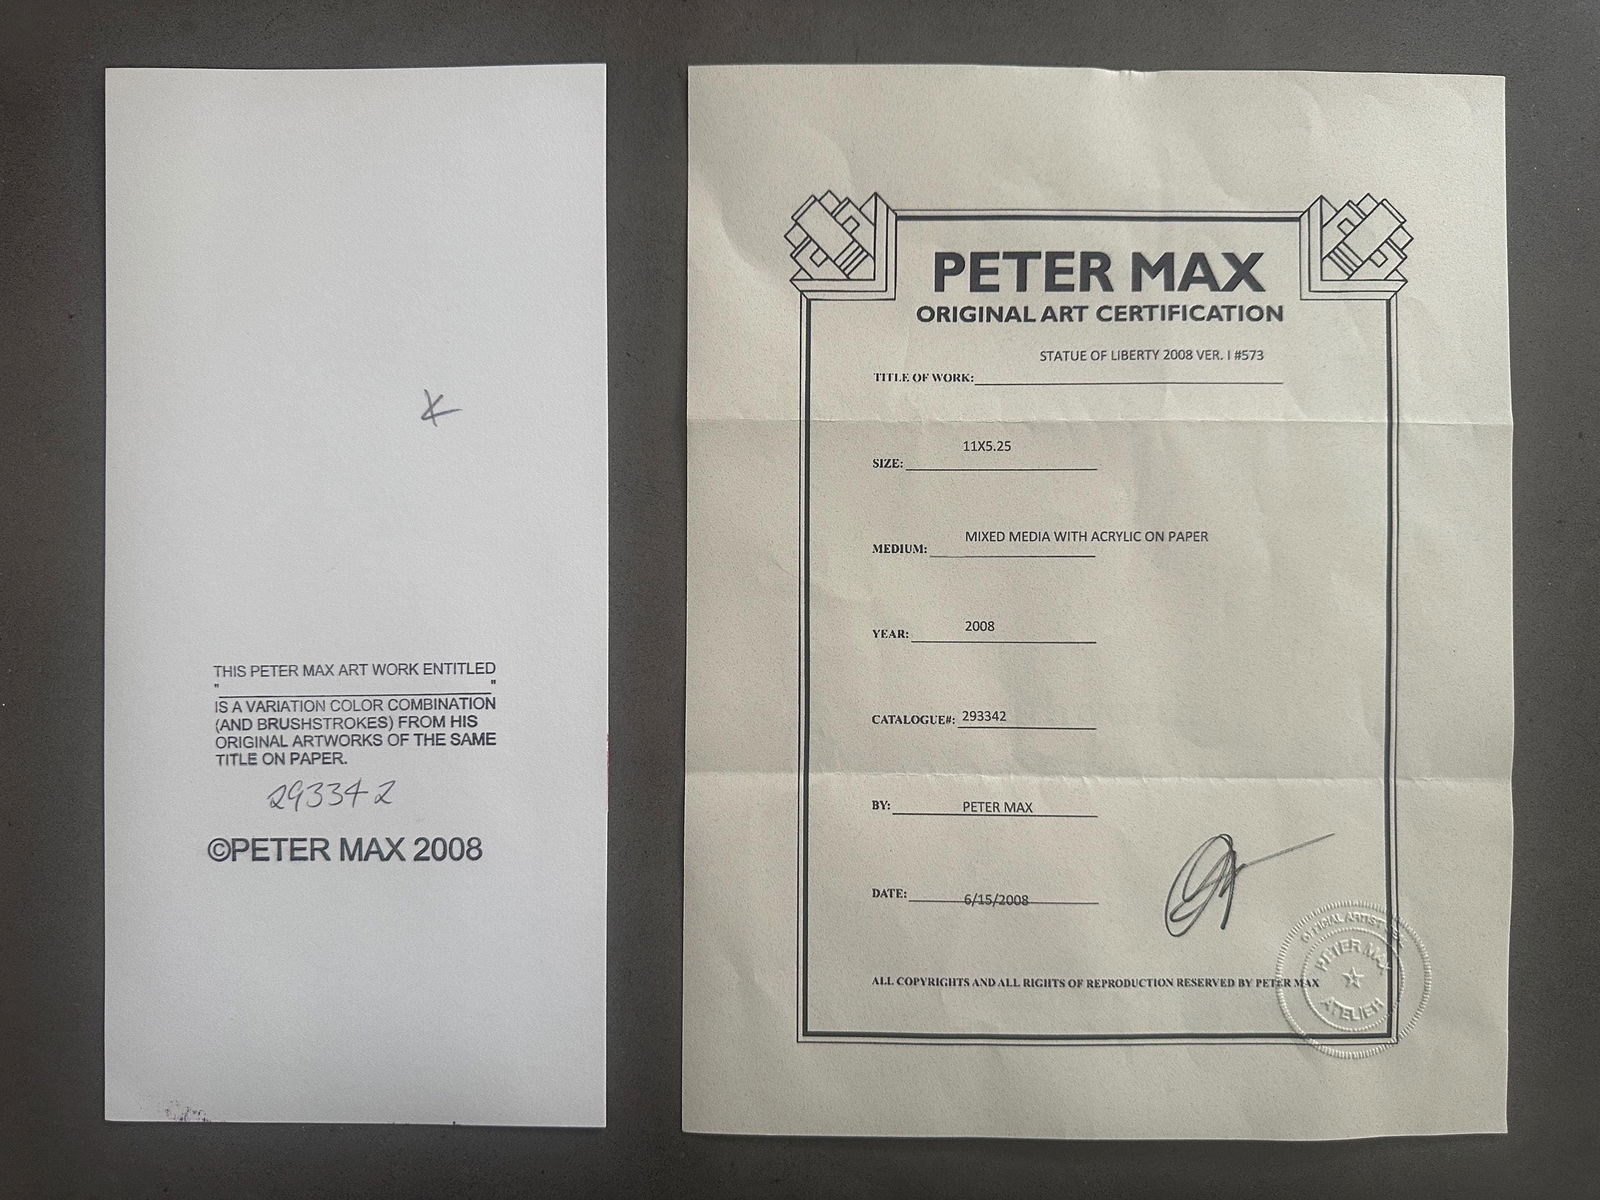 THIS PETER MAX ART WORK ENTITLED
"_______________"
IS A VARIATION COLOR COMBINATION
(AND BRUSHSTROKES) FROM HIS
ORIGINAL ARTWORKS OF THE SAME
TITLE ON PAPER.
293342
©PETER MAX 2008
PETER MAX
ORIGINAL ART CERTIFICATION
TITLE OF WORK: STATUE OF LIBERTY 2008 VER. I #573
SIZE: 11X5.25
MEDIUM: MIXED MEDIA WITH ACRYLIC ON PAPER
YEAR: 2008
CATALOGUE#: 293342
BY: PETER MAX
DATE: 6/15/2008
ALL COPYRIGHTS AND ALL RIGHTS OF REPRODUCTION RESERVED BY PETER MAX
OFFICIAL ARTIST
PETER MAX
ATELIER